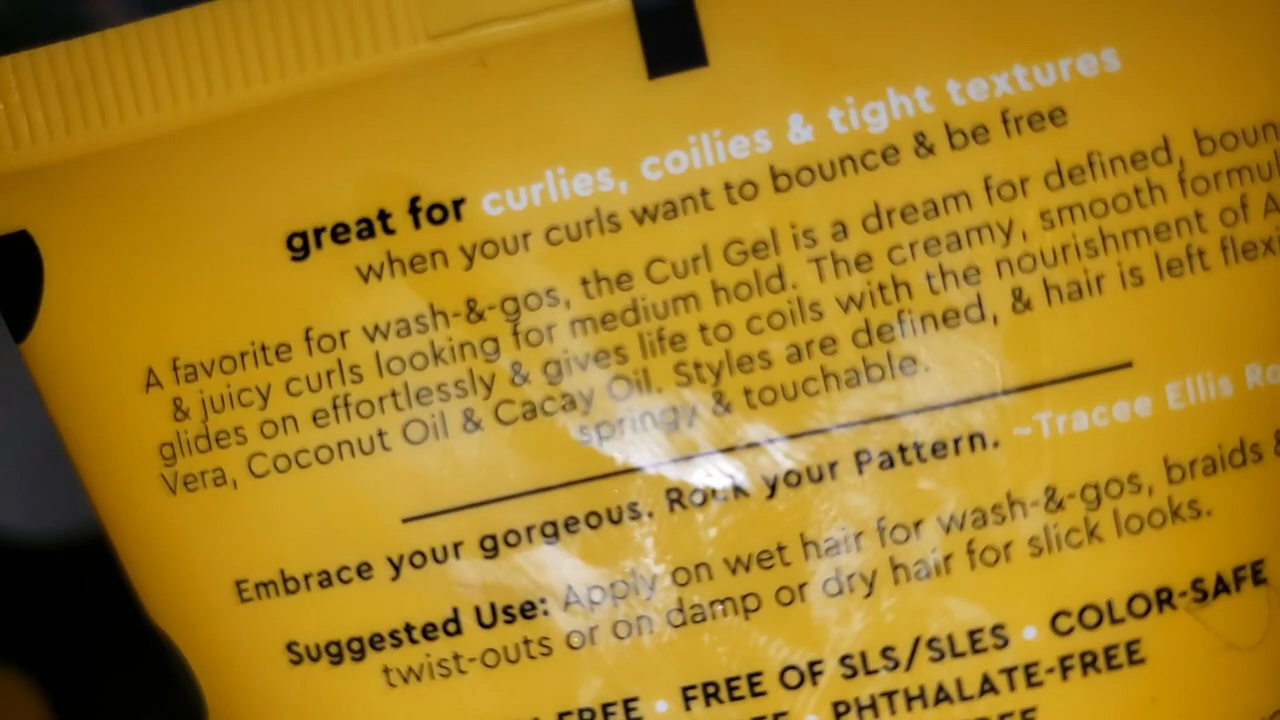 great for curlies, coilies & tight textures
when your curls want to bounce & be free
A favorite for wash-&-gos, the Curl Gel is a dream for defined, boun
& juicy curls looking for medium hold. The creamy, smooth formul
glides on effortlessly & gives life to coils with the nourishment of A
Vera, Coconut Oil & Cacay Oil. Styles are defined, & hair is left flexi
springy & touchable.
Embrace your gorgeous. Rock your Pattern. ~Tracee Ellis Ro
Suggested Use: Apply on wet hair for wash-&-gos, braids &
twist-outs or on damp or dry hair for slick looks.
FREE • FREE OF SLS/SLES • COLOR-SAFE
• PHTHALATE-FREE